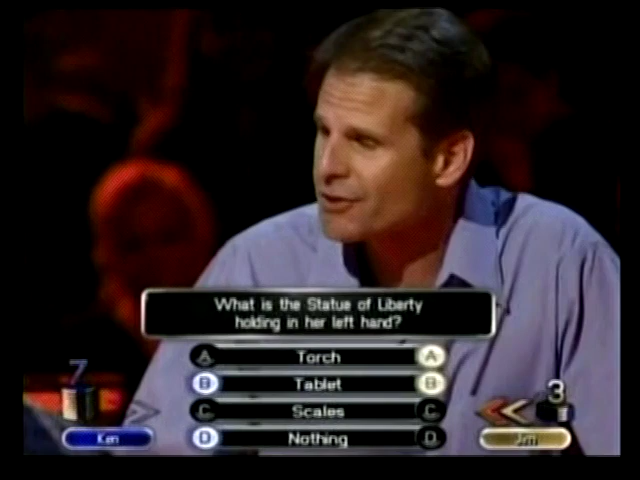 What is the Statue of Liberty
holding in her left hand?
A Torch A
B Tablet B
C Scales C
D Nothing D
7
3
Ken
Jim